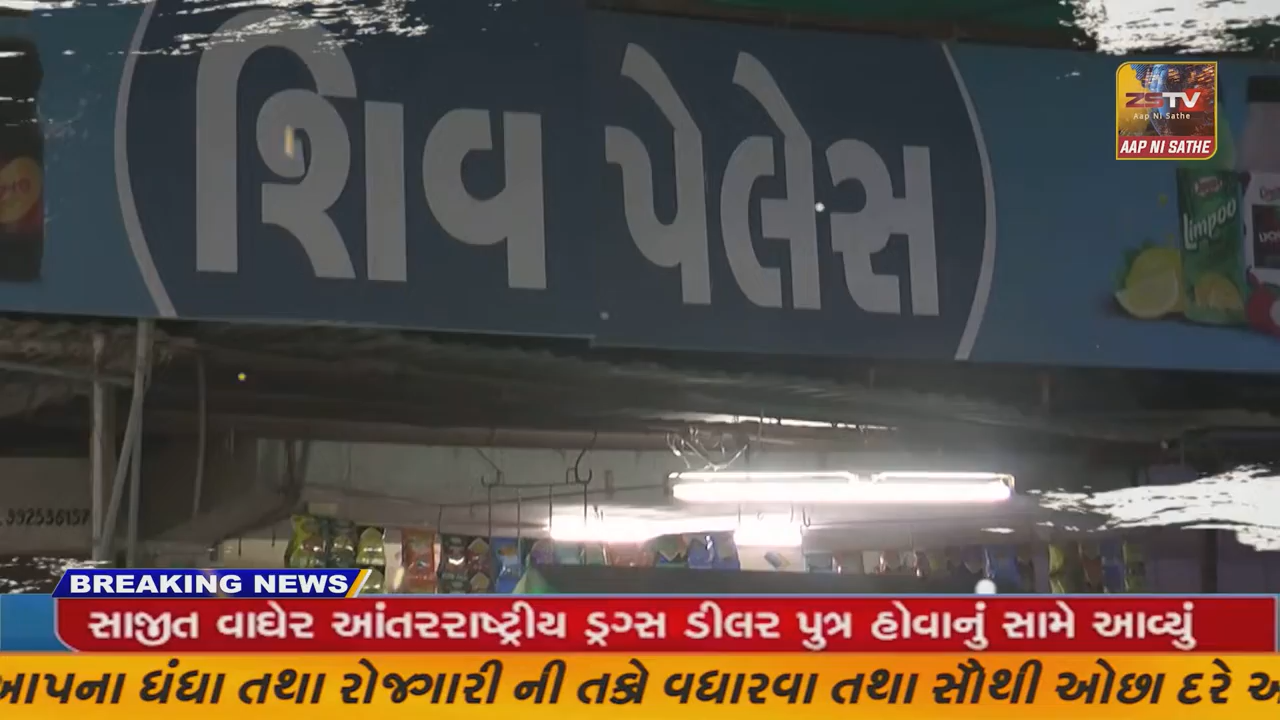 શિવ પેલેસ
ZSTV
Aap Ni Sathe
AAP NI SATHE
Limpoo
BREAKING NEWS
સાજીત વાઘેર આંતરરાષ્ટ્રીય ડ્રગ્સ ડીલર પુત્ર હોવાનું સામે આવ્યું
આપના ધંધા તથા રોજગારી ની તકો વધારવા તથા સૌથી ઓછા દરે